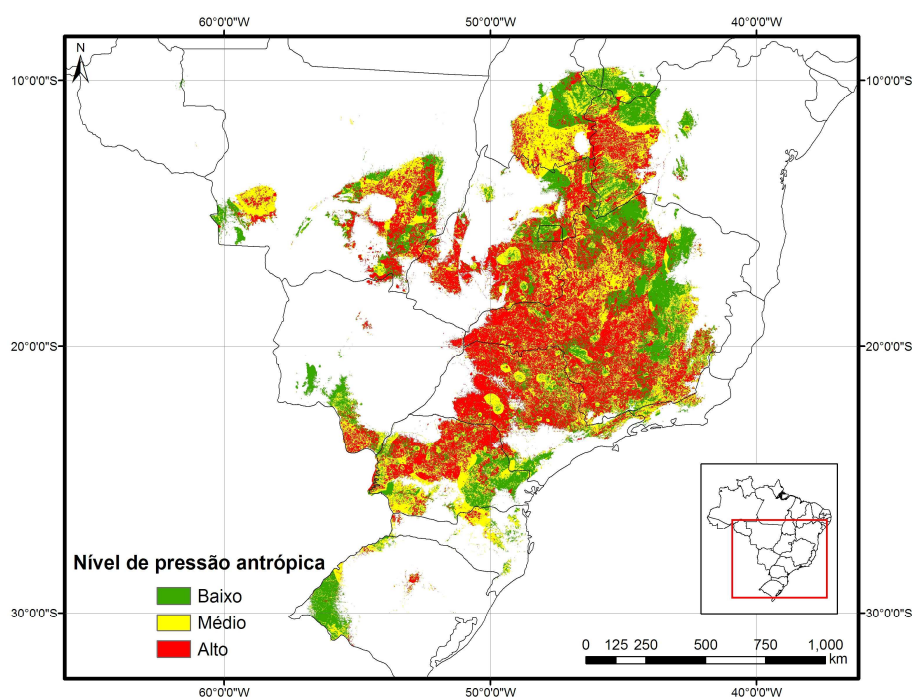 60°0'0"W 50°0'0"W 40°0'0"W
N
10°0'0"S 10°0'0"S
20°0'0"S 20°0'0"S
Nível de pressão antrópica
Baixo
Médio
Alto
30°0'0"S 30°0'0"S
0 125 250 500 750 1,000
km
60°0'0"W 50°0'0"W 40°0'0"W